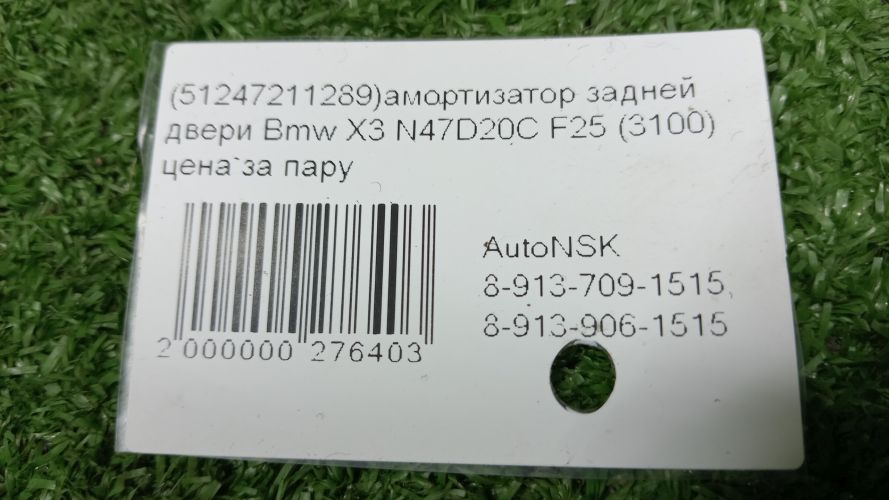 (51247211289)амортизатор задней
двери Bmw X3 N47D20C F25 (3100)
цена за пару
AutoNSK
8-913-709-1515,
8-913-906-1515
2 000000 276403